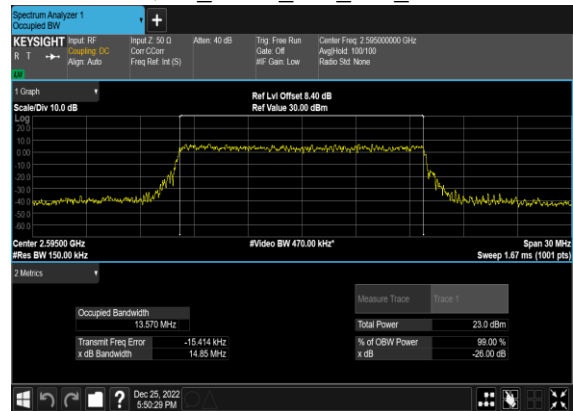 Spectrum Analyzer 1
Occupied BW
+
KEYSIGHT Input: RF Input Z: 50 Ω Atten: 40 dB Trig: Free Run Center Freq: 2.595000000 GHz
R T Coupling: DC Corr CCorr Gate: Off Avg|Hold: 100/100
Align: Auto Freq Ref: Int (S) #IF Gain: Low Radio Std: None
1 Graph
Ref Lvl Offset 8.40 dB
Scale/Div 10.0 dB Ref Value 30.00 dBm
Log
20.0
10.0
0.00
-10.0
-20.0
-30.0
-40.0
-50.0
-60.0
Center 2.59500 GHz #Video BW 470.00 kHz* Span 30 MHz
#Res BW 150.00 kHz Sweep 1.67 ms (1001 pts)
2 Metrics
Measure Trace Trace 1
Occupied Bandwidth
13.570 MHz Total Power 23.0 dBm
Transmit Freq Error -15.414 kHz % of OBW Power 99.00 %
x dB Bandwidth 14.85 MHz x dB -26.00 dB
? Dec 25, 2022
5:50:29 PM